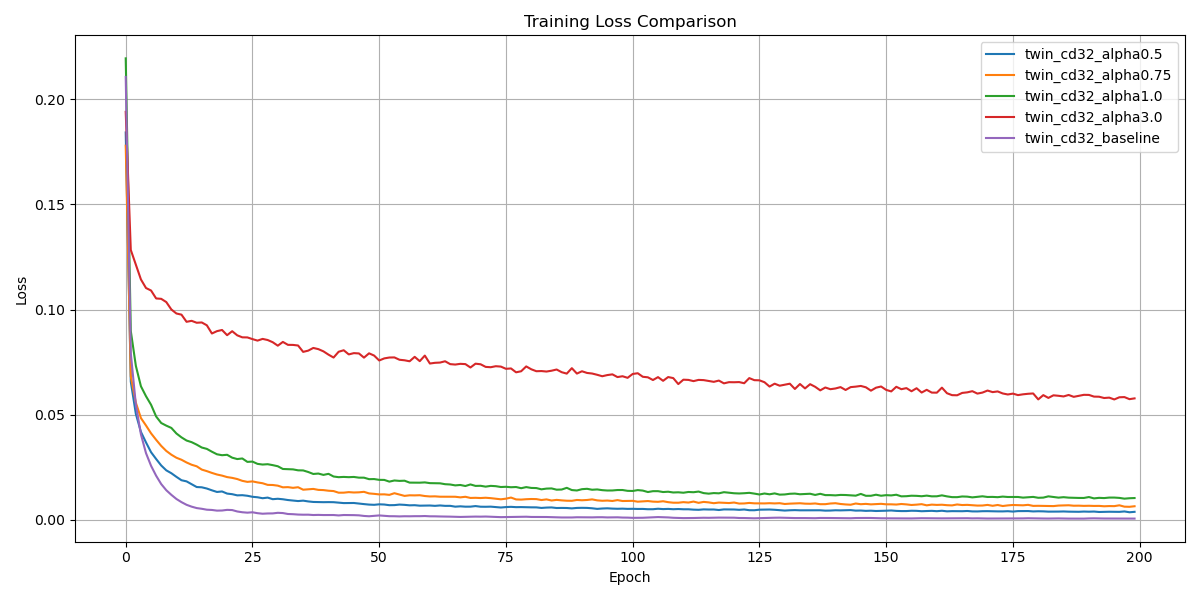 Training Loss Comparison
twin_cd32_alpha0.5
twin_cd32_alpha0.75
twin_cd32_alpha1.0
twin_cd32_alpha3.0
twin_cd32_baseline
Loss
0.20
0.15
0.10
0.05
0.00
0 25 50 75 100 125 150 175 200
Epoch